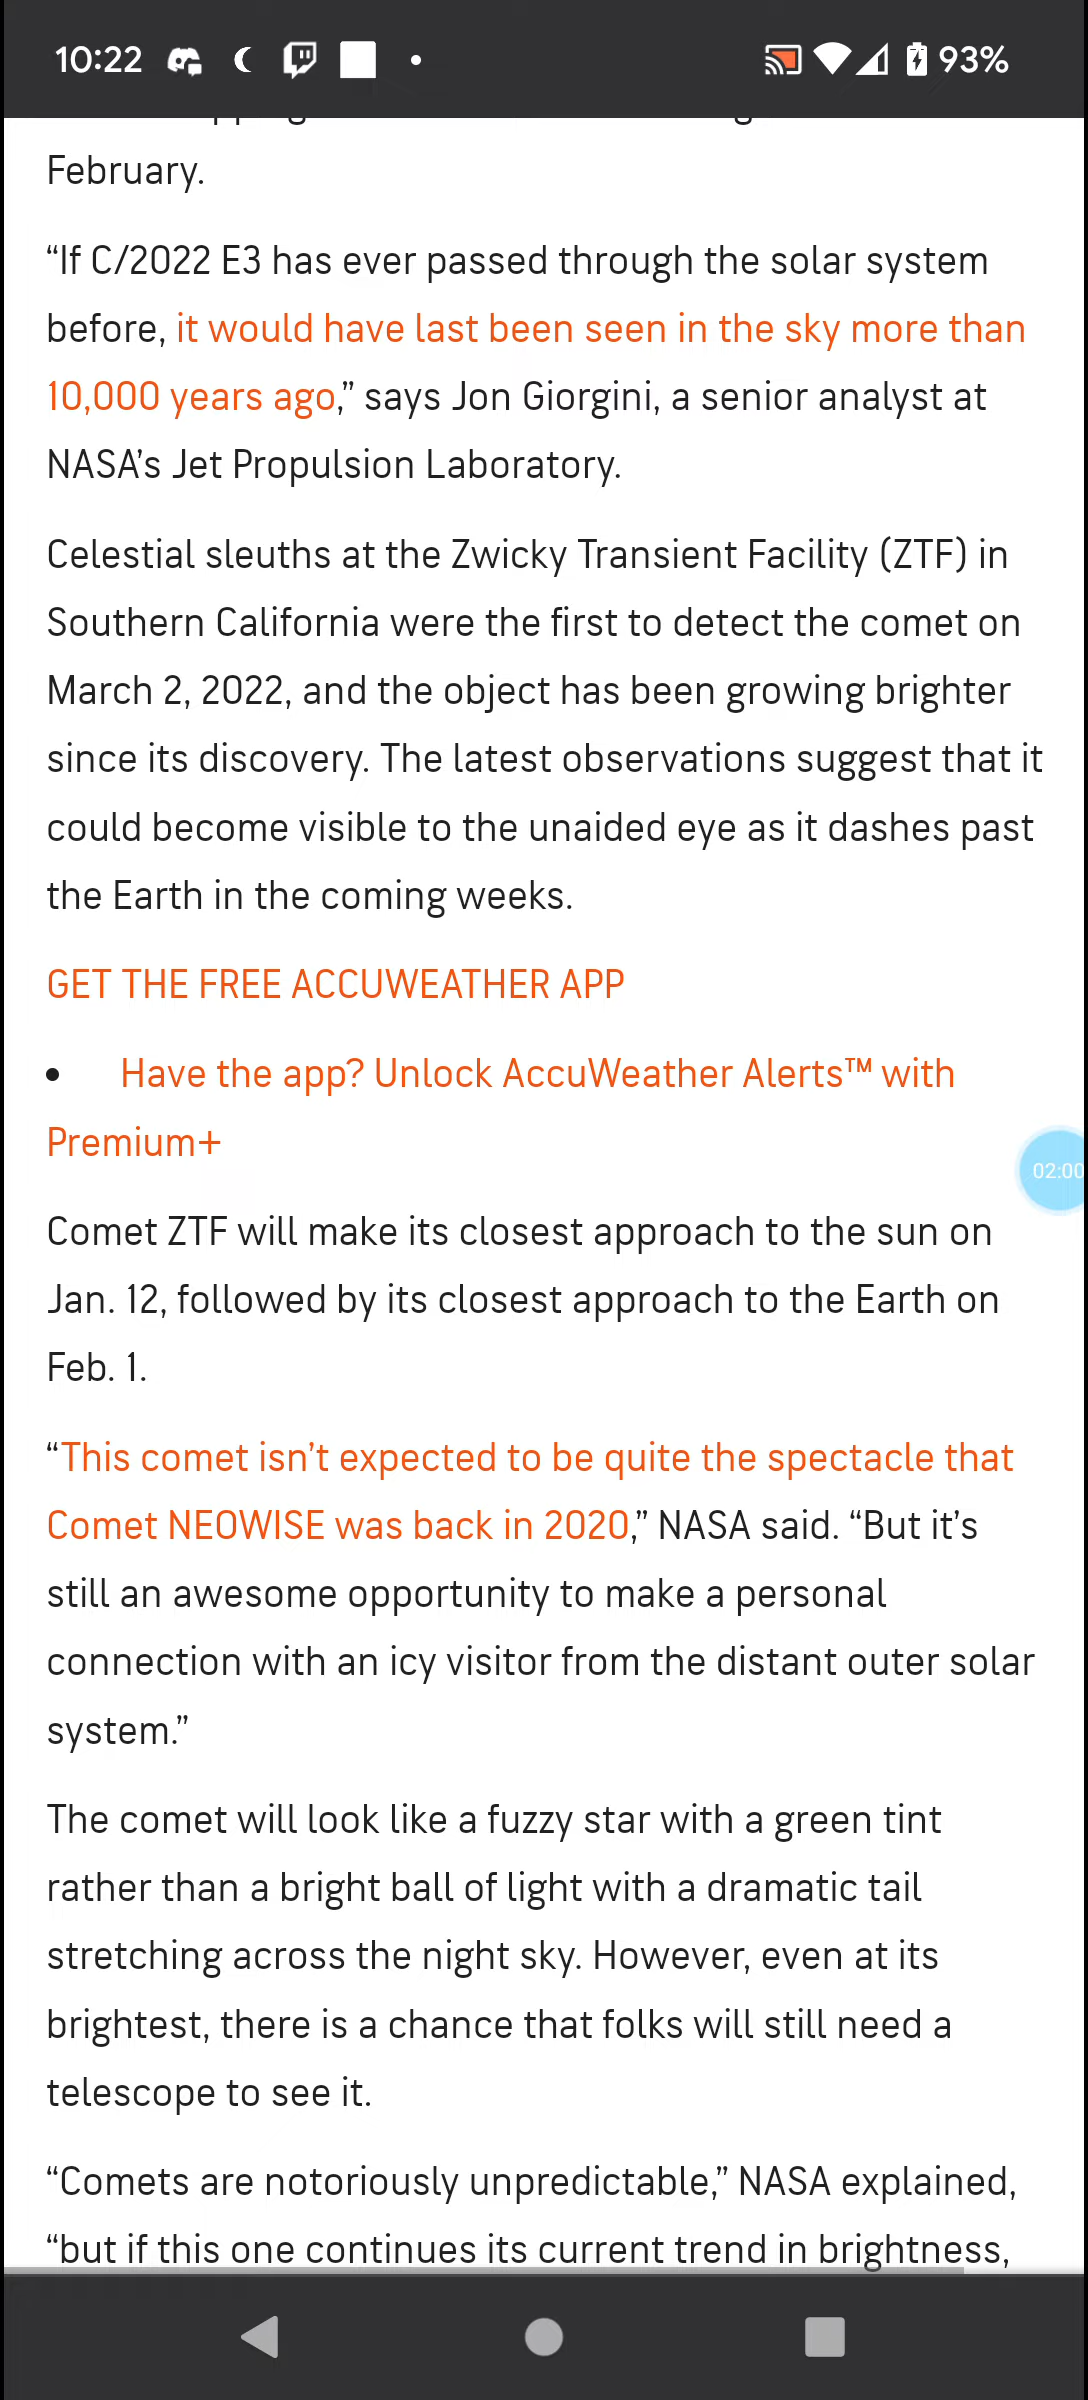 10:22 93%
February.
“If C/2022 E3 has ever passed through the solar system
before, it would have last been seen in the sky more than
10,000 years ago,” says Jon Giorgini, a senior analyst at
NASA’s Jet Propulsion Laboratory.
Celestial sleuths at the Zwicky Transient Facility (ZTF) in
Southern California were the first to detect the comet on
March 2, 2022, and the object has been growing brighter
since its discovery. The latest observations suggest that it
could become visible to the unaided eye as it dashes past
the Earth in the coming weeks.
GET THE FREE ACCUWEATHER APP
• Have the app? Unlock AccuWeather Alerts™ with
Premium+
02:00
Comet ZTF will make its closest approach to the sun on
Jan. 12, followed by its closest approach to the Earth on
Feb. 1.
“This comet isn’t expected to be quite the spectacle that
Comet NEOWISE was back in 2020,” NASA said. “But it’s
still an awesome opportunity to make a personal
connection with an icy visitor from the distant outer solar
system.”
The comet will look like a fuzzy star with a green tint
rather than a bright ball of light with a dramatic tail
stretching across the night sky. However, even at its
brightest, there is a chance that folks will still need a
telescope to see it.
“Comets are notoriously unpredictable,” NASA explained,
“but if this one continues its current trend in brightness,